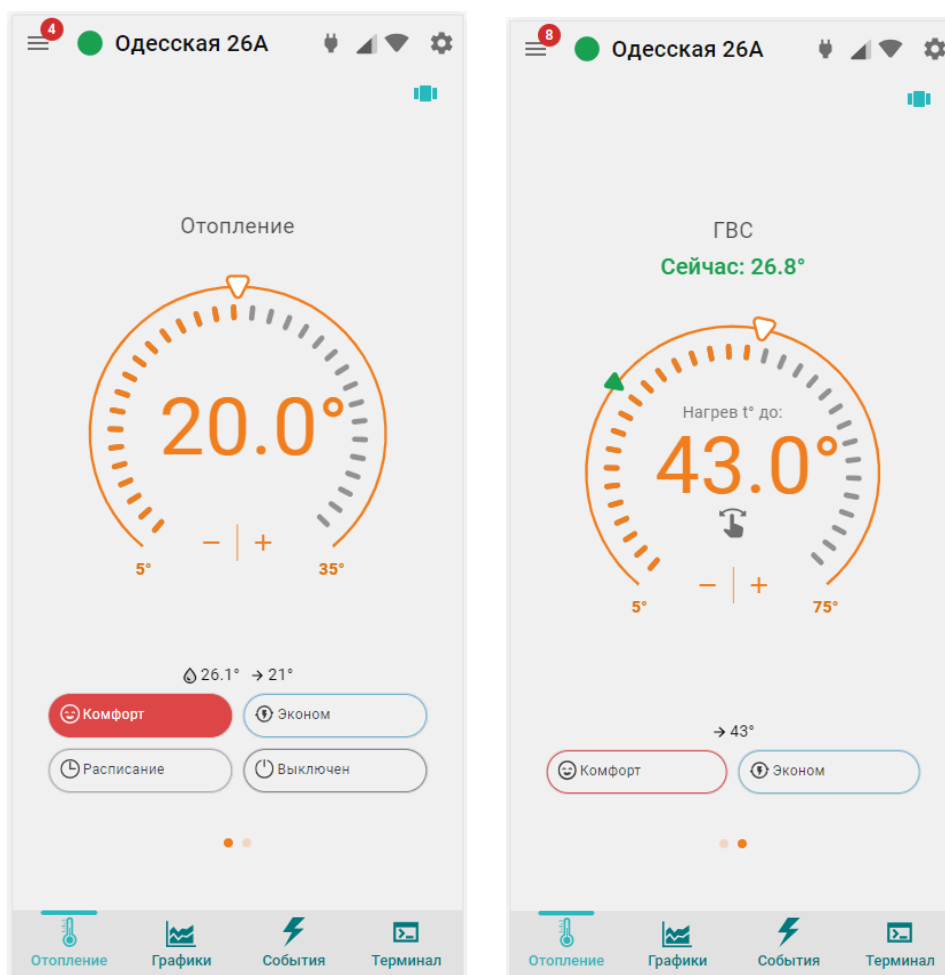 4
Одесская 26А
Отопление
20.0°
− +
5° 35°
26.1° → 21°
Комфорт Эконом
Расписание Выключен
Отопление Графики События Терминал
8
Одесская 26А
ГВС
Сейчас: 26.8°
Нагрев t° до:
43.0°
− +
5° 75°
→ 43°
Комфорт Эконом
Отопление Графики События Терминал